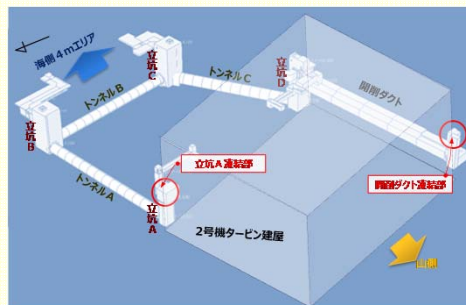 海側４ｍエリア
立坑C
トンネルB
トンネルC
立坑D
開削ダクト
立坑B
トンネルA
立坑A 凍結部
開削ダクト凍結部
立坑A
2号機タービン建屋
山側